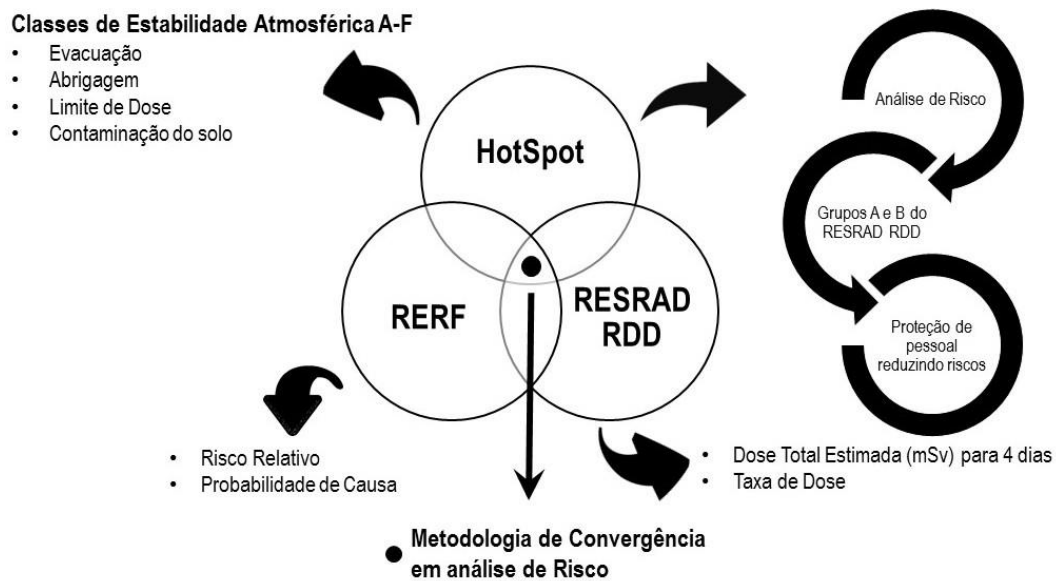 Classes de Estabilidade Atmosférica A-F
• Evacuação
• Abrigagem
• Limite de Dose
• Contaminação do solo
HotSpot
RERF
RESRAD
RDD
Análise de Risco
Grupos A e B do
RESRAD RDD
Proteção de
pessoal
reduzindo riscos
• Risco Relativo
• Probabilidade de Causa
• Dose Total Estimada (mSv) para 4 dias
• Taxa de Dose
Metodologia de Convergência
em análise de Risco